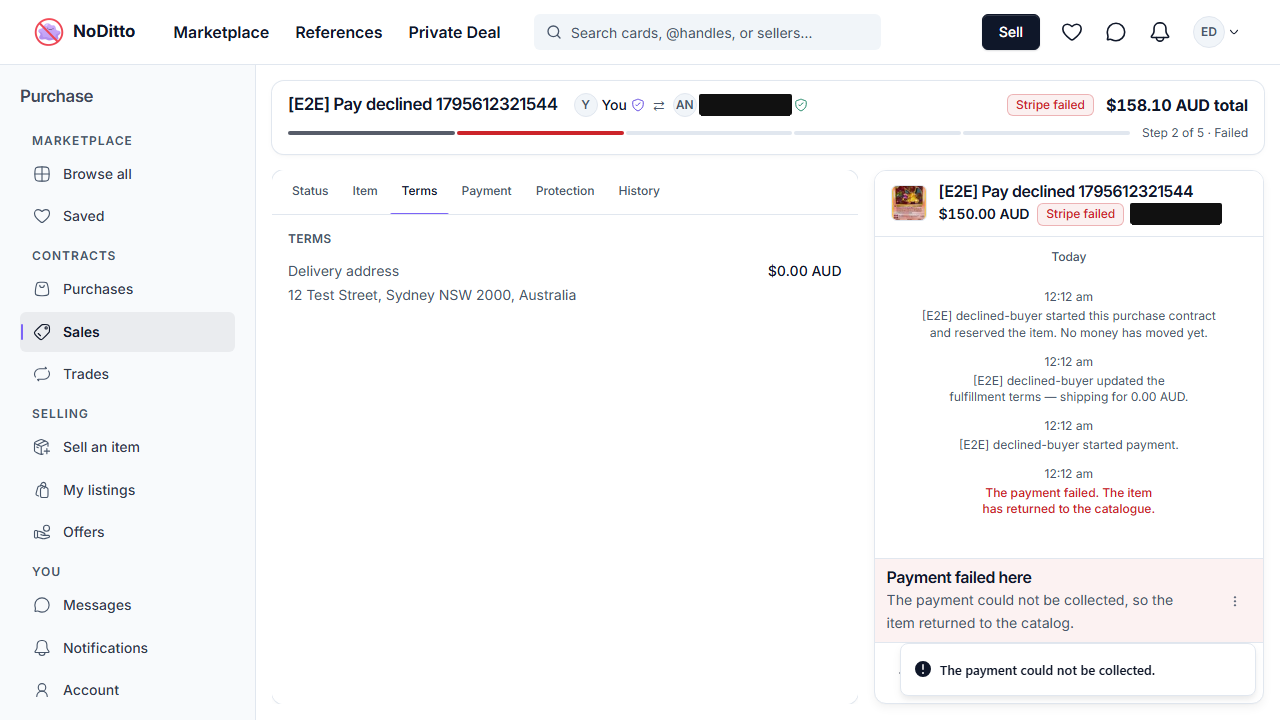 NoDitto
Marketplace
References
Private Deal
Search cards, @handles, or sellers...
Sell
ED
Purchase
MARKETPLACE
Browse all
Saved
CONTRACTS
Purchases
Sales
Trades
SELLING
Sell an item
My listings
Offers
YOU
Messages
Notifications
Account
[E2E] Pay declined 1795612321544
Y
You
AN
Stripe failed
$158.10 AUD total
Step 2 of 5 · Failed
Status
Item
Terms
Payment
Protection
History
TERMS
Delivery address
$0.00 AUD
12 Test Street, Sydney NSW 2000, Australia
[E2E] Pay declined 1795612321544
$150.00 AUD
Stripe failed
Today
12:12 am
[E2E] declined-buyer started this purchase contract
and reserved the item. No money has moved yet.
12:12 am
[E2E] declined-buyer updated the
fulfillment terms — shipping for 0.00 AUD.
12:12 am
[E2E] declined-buyer started payment.
12:12 am
The payment failed. The item
has returned to the catalogue.
Payment failed here
The payment could not be collected, so the
item returned to the catalog.
The payment could not be collected.